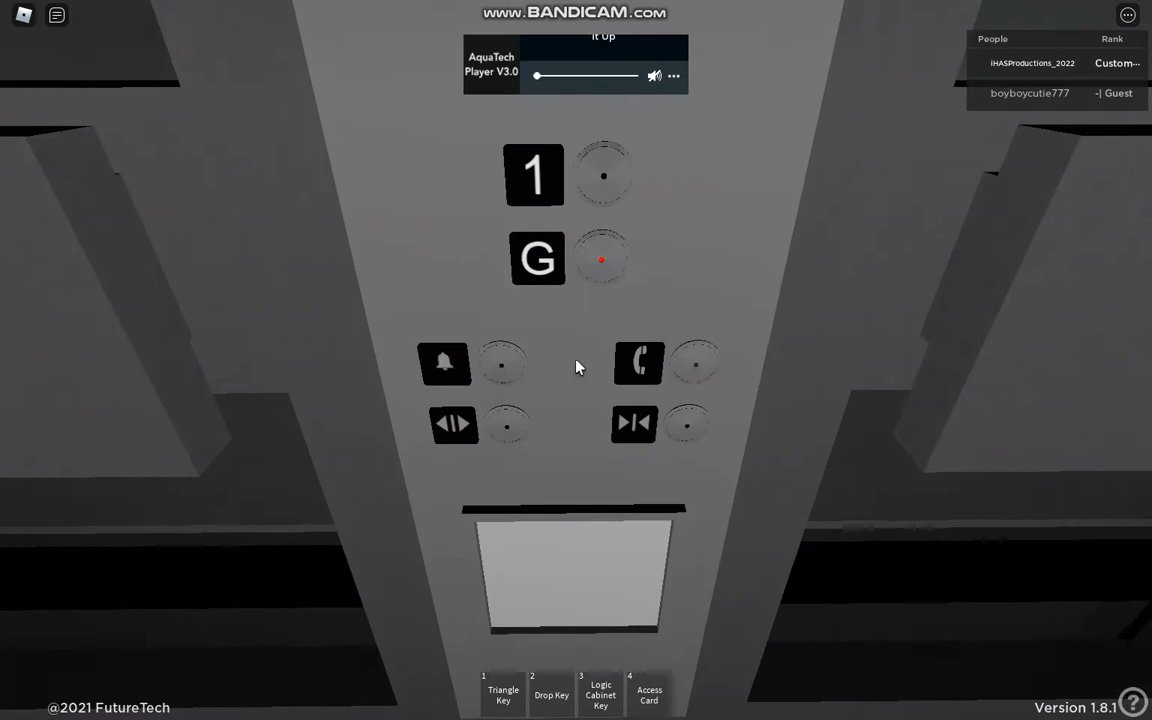 www.BANDICAM.com
It Up
AquaTech
Player V3.0
People Rank
iHASProductions_2022 Custom...
boyboycutie777 -| Guest
1
G
1 Triangle Key
2 Drop Key
3 Logic Cabinet Key
4 Access Card
@2021 FutureTech
Version 1.8.1
?